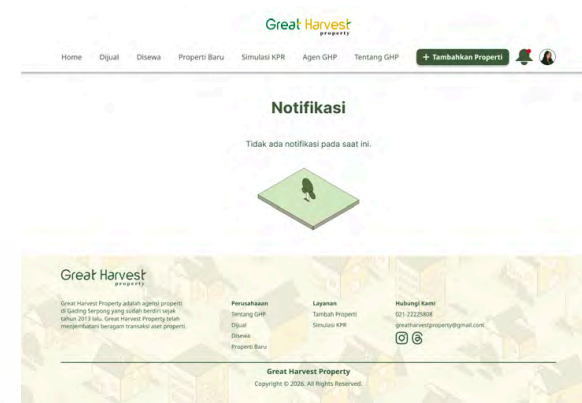 Great Harvest
property
Home Dijual Disewa Properti Baru Simulasi KPR Agen GHP Tentang GHP + Tambahkan Properti
Notifikasi
Tidak ada notifikasi pada saat ini.
Great Harvest
property
Great Harvest Property adalah agensi properti
di Gading Serpong yang sudah berdiri sejak
tahun 2013 lalu. Great Harvest Property telah
menjembatani beragam transaksi aset properti.
Perusahaaan
Tentang GHP
Dijual
Disewa
Properti Baru
Layanan
Tambah Properti
Simulasi KPR
Hubungi Kami
021-22225808
greatharvestproperty@gmail.com
Great Harvest Property
Copyright © 2026. All Rights Reserved.